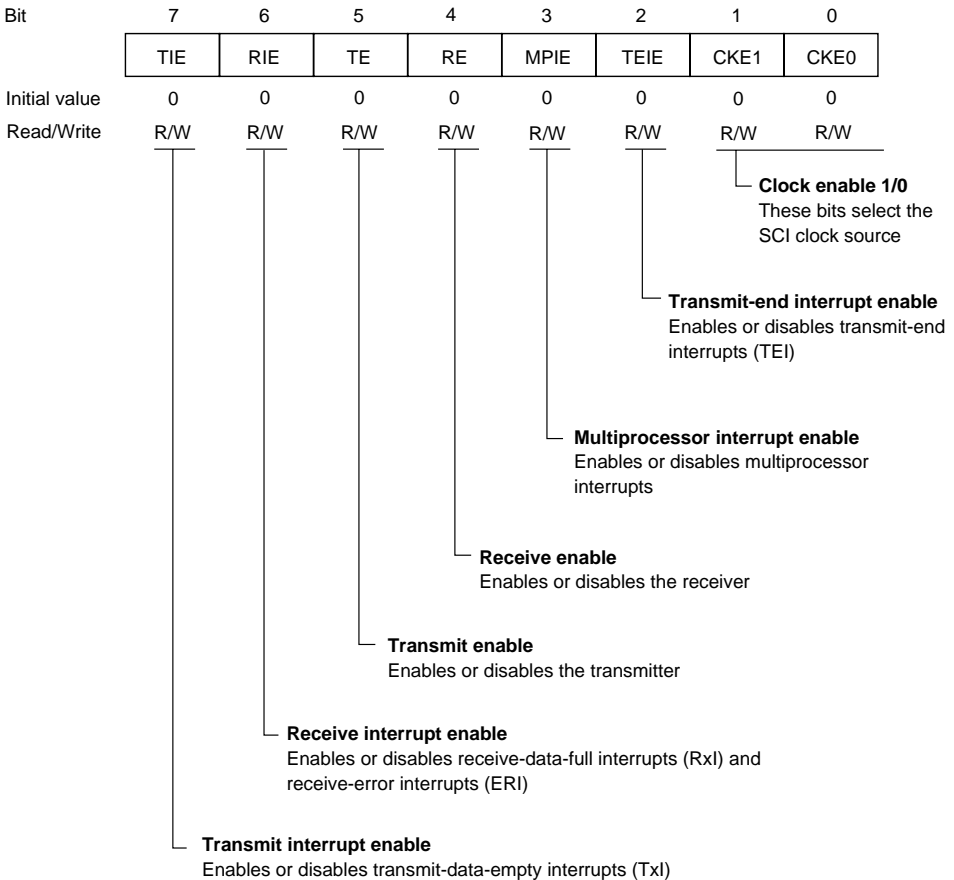 Bit 7 6 5 4 3 2 1 0
TIE RIE TE RE MPIE TEIE CKE1 CKE0
Initial value 0 0 0 0 0 0 0 0
Read/Write R/W R/W R/W R/W R/W R/W R/W R/W
Clock enable 1/0
These bits select the
SCI clock source
Transmit-end interrupt enable
Enables or disables transmit-end
interrupts (TEI)
Multiprocessor interrupt enable
Enables or disables multiprocessor
interrupts
Receive enable
Enables or disables the receiver
Transmit enable
Enables or disables the transmitter
Receive interrupt enable
Enables or disables receive-data-full interrupts (RxI) and
receive-error interrupts (ERI)
Transmit interrupt enable
Enables or disables transmit-data-empty interrupts (TxI)